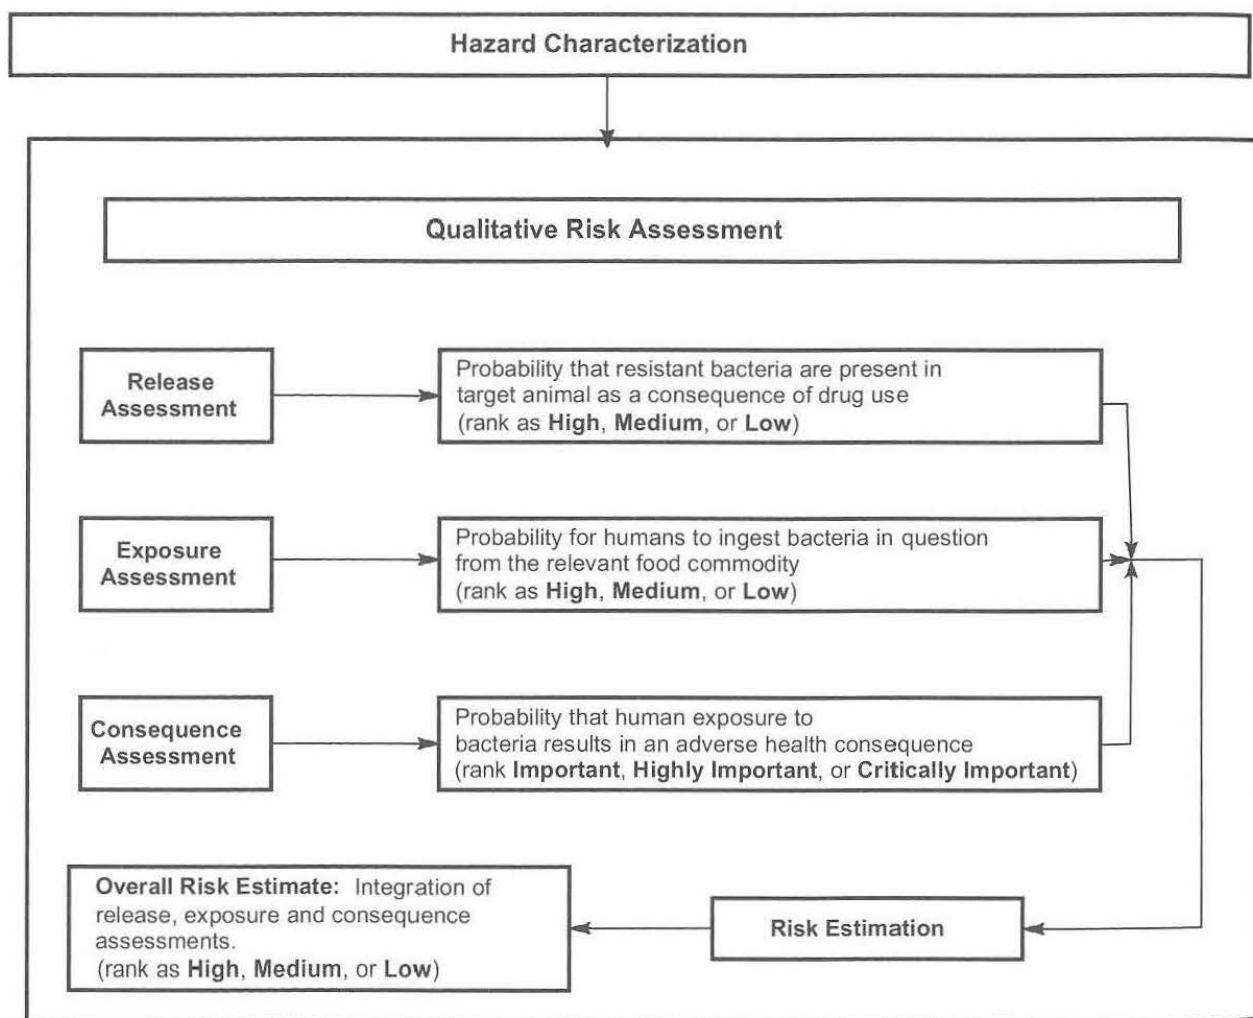 Hazard Characterization
Qualitative Risk Assessment
Release
Assessment
Probability that resistant bacteria are present in
target animal as a consequence of drug use
(rank as High, Medium, or Low)
Exposure
Assessment
Probability for humans to ingest bacteria in question
from the relevant food commodity
(rank as High, Medium, or Low)
Consequence
Assessment
Probability that human exposure to
bacteria results in an adverse health consequence
(rank Important, Highly Important, or Critically Important)
Overall Risk Estimate: Integration of
release, exposure and consequence
assessments.
(rank as High, Medium, or Low)
Risk Estimation